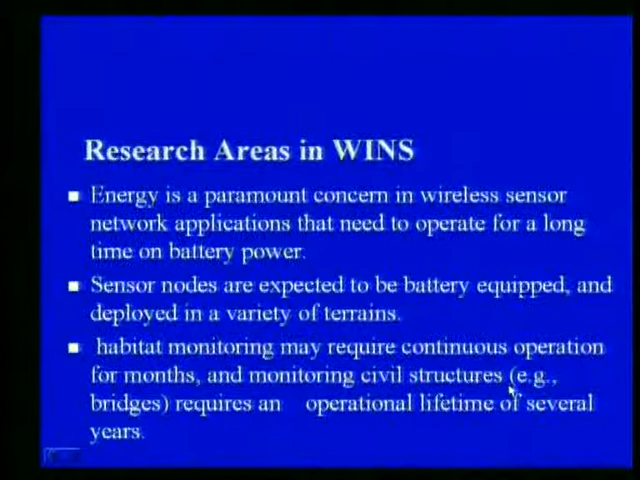 Research Areas in WINS
Energy is a paramount concern in wireless sensor
network applications that need to operate for a long
time on battery power.
Sensor nodes are expected to be battery equipped, and
deployed in a variety of terrains.
habitat monitoring may require continuous operation
for months, and monitoring civil structures (e.g.,
bridges) requires an operational lifetime of several
years.